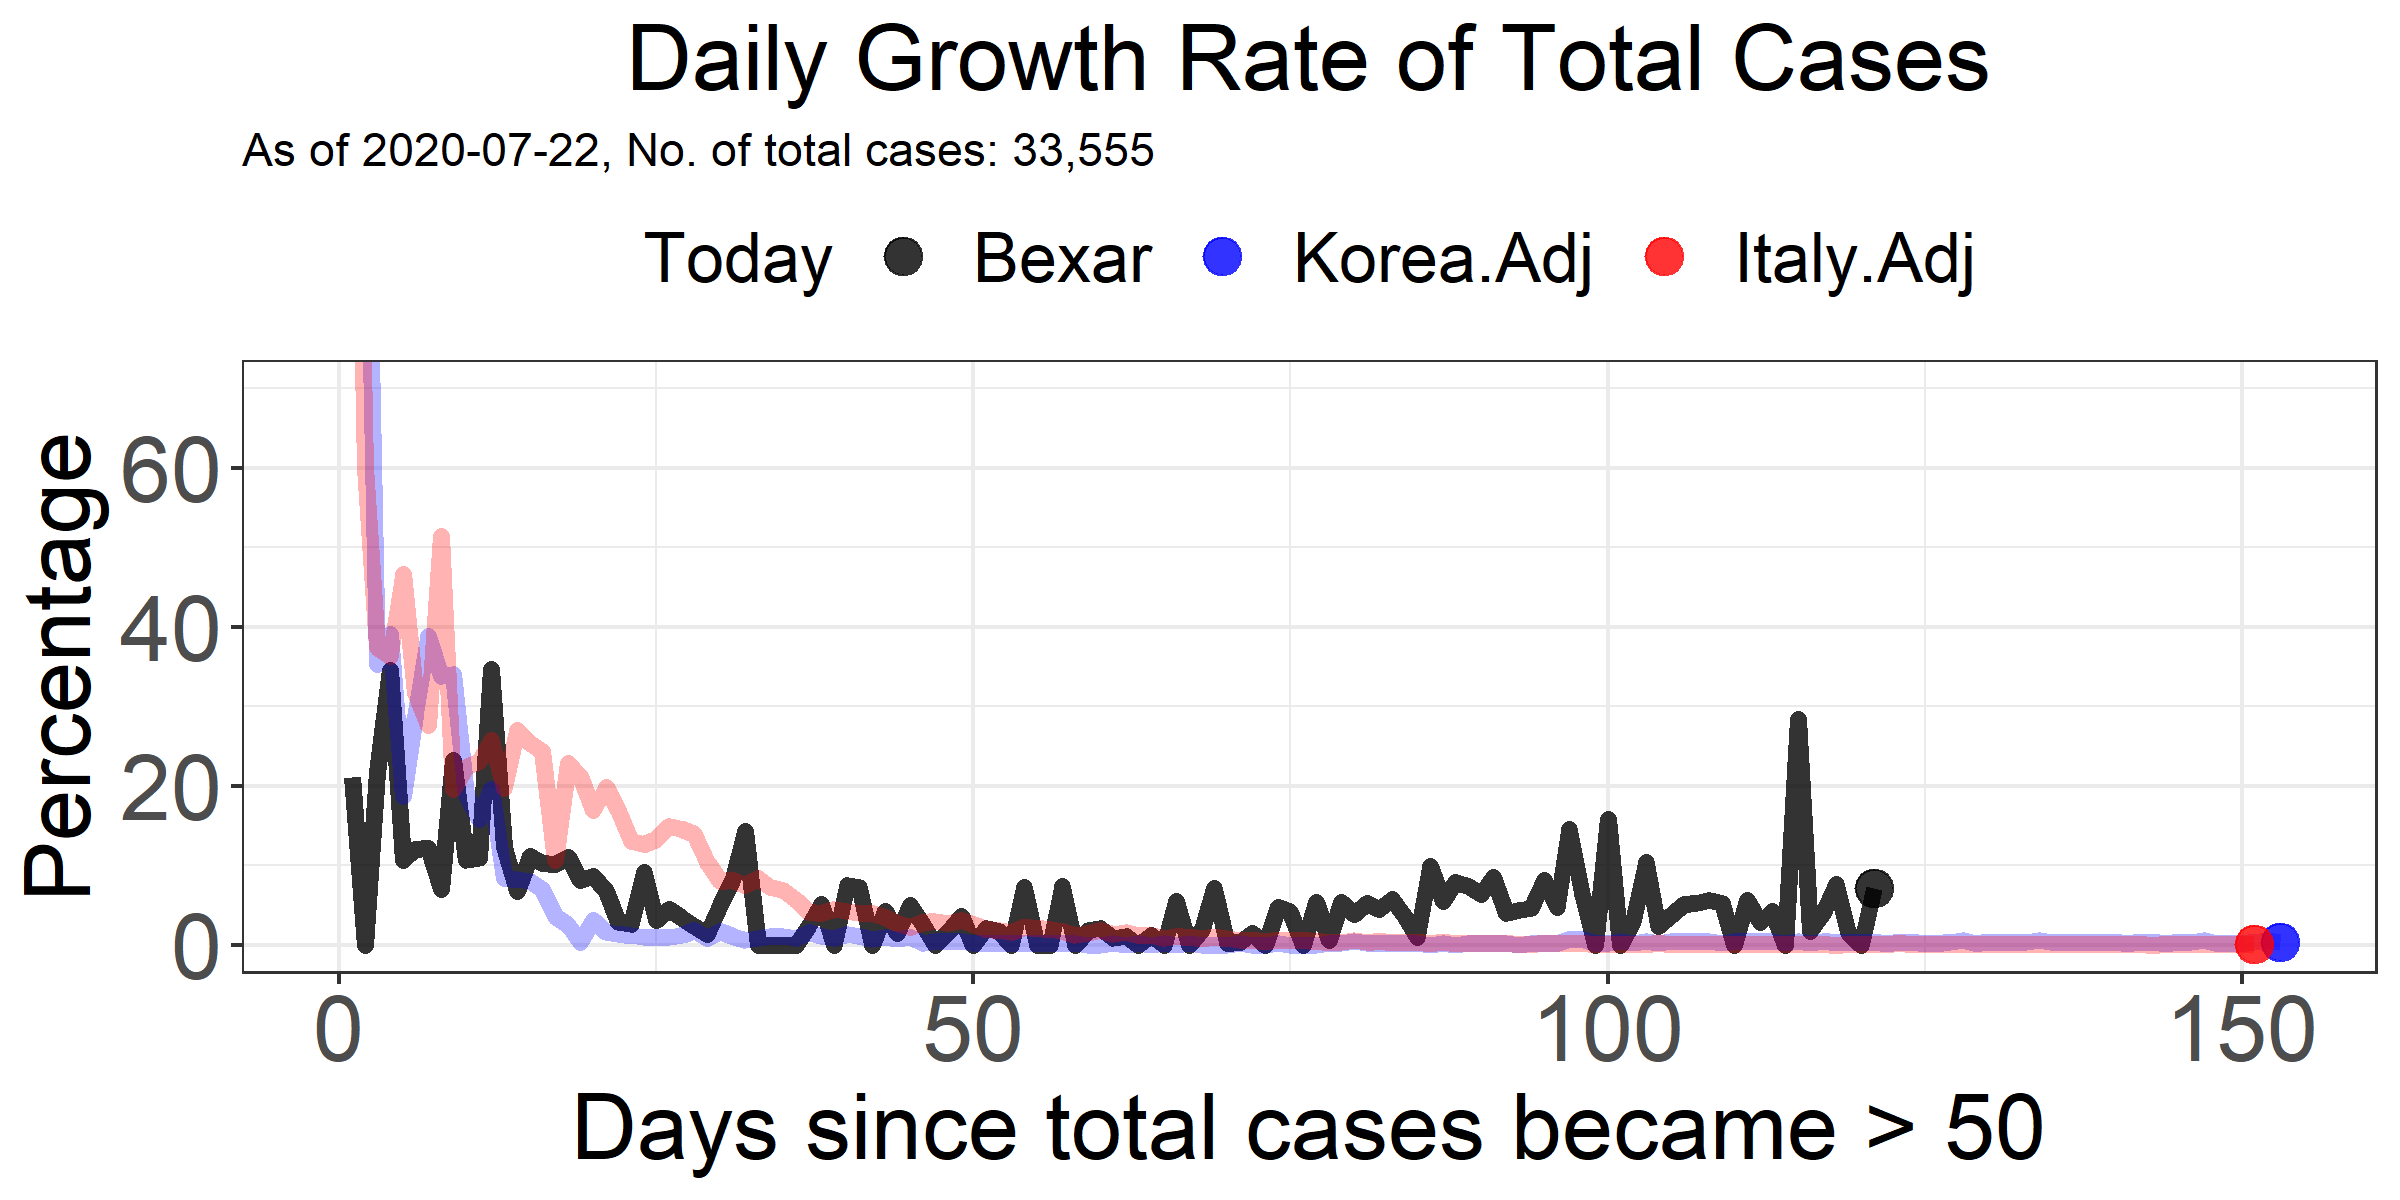 Daily Growth Rate of Total Cases
As of 2020-07-22, No. of total cases: 33,555
Today Bexar Korea.Adj Italy.Adj
Percentage
60
40
20
0
0 50 100 150
Days since total cases became > 50